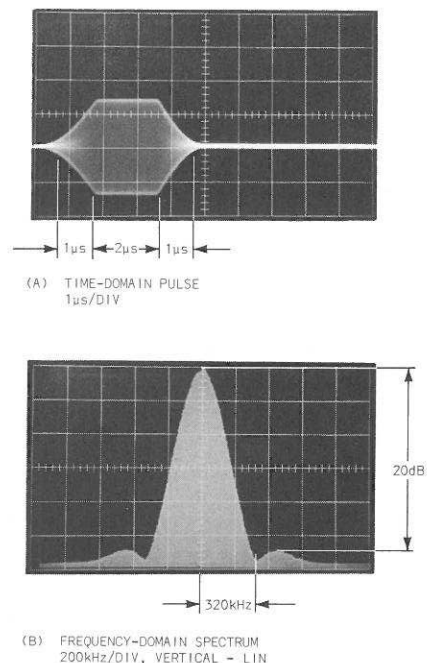 1µs
2µs
1µs
(A) TIME-DOMAIN PULSE
1µs/DIV
20dB
320kHz
(B) FREQUENCY-DOMAIN SPECTRUM
200kHz/DIV, VERTICAL - LIN